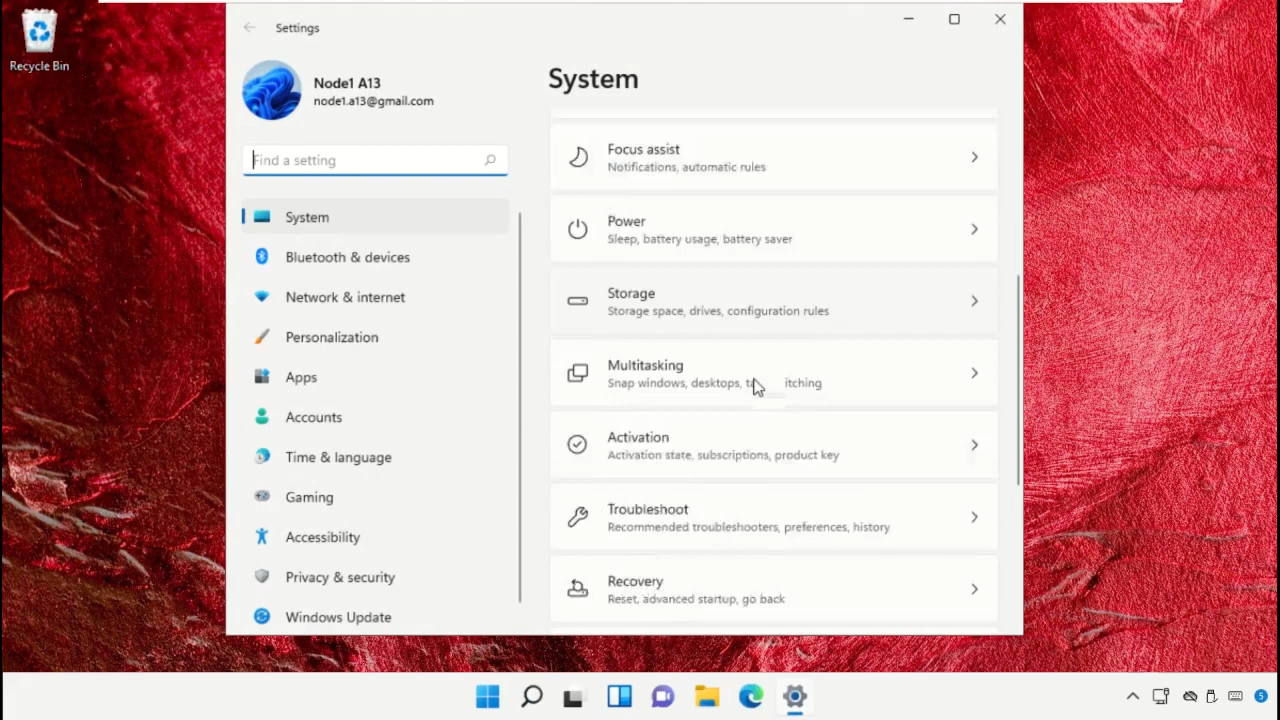 Recycle Bin
Settings
Node1 A13
node1.a13@gmail.com
Find a setting
System
Bluetooth & devices
Network & internet
Personalization
Apps
Accounts
Time & language
Gaming
Accessibility
Privacy & security
Windows Update
System
Focus assist
Notifications, automatic rules
Power
Sleep, battery usage, battery saver
Storage
Storage space, drives, configuration rules
Multitasking
Snap windows, desktops,
Activation
Activation state, subscriptions, product key
Troubleshoot
Recommended troubleshooters, preferences, history
Recovery
Reset, advanced startup, go back
5